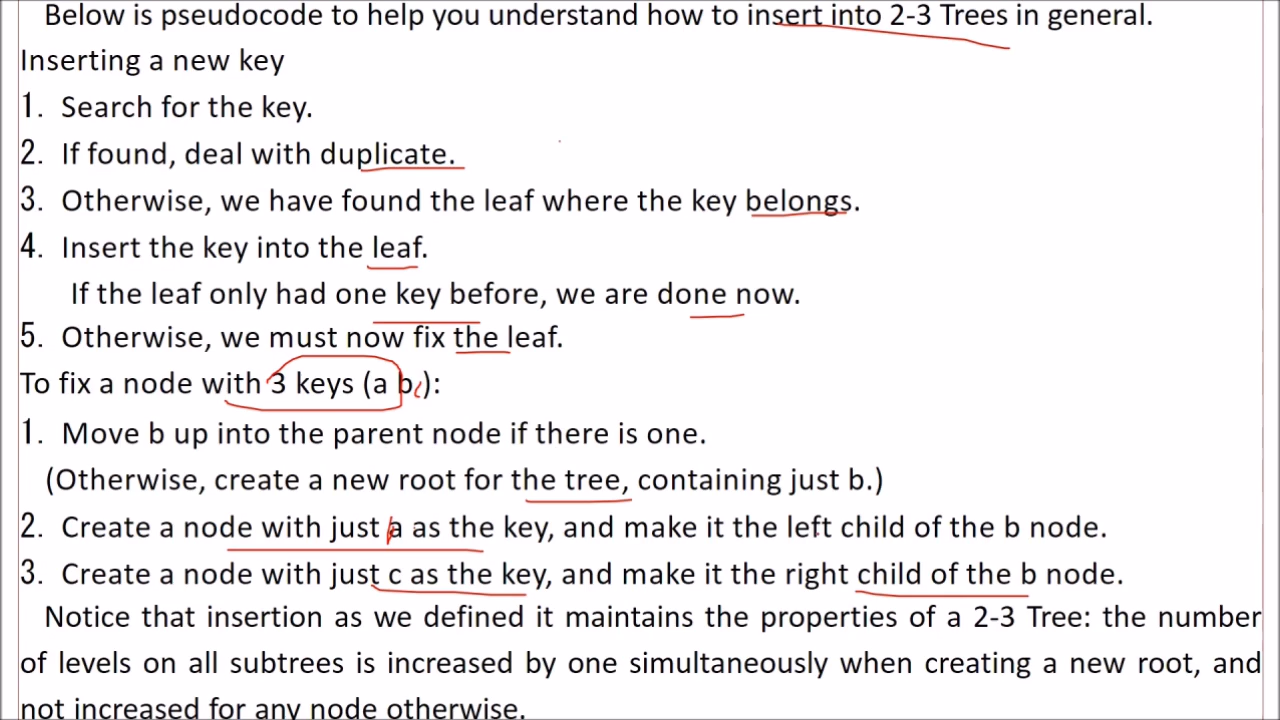 Below is pseudocode to help you understand how to insert into 2-3 Trees in general.
Inserting a new key
1. Search for the key.
2. If found, deal with duplicate.
3. Otherwise, we have found the leaf where the key belongs.
4. Insert the key into the leaf.
If the leaf only had one key before, we are done now.
5. Otherwise, we must now fix the leaf.
To fix a node with 3 keys (a b c):
1. Move b up into the parent node if there is one.
(Otherwise, create a new root for the tree, containing just b.)
2. Create a node with just a as the key, and make it the left child of the b node.
3. Create a node with just c as the key, and make it the right child of the b node.
Notice that insertion as we defined it maintains the properties of a 2-3 Tree: the number
of levels on all subtrees is increased by one simultaneously when creating a new root, and
not increased for any node otherwise.